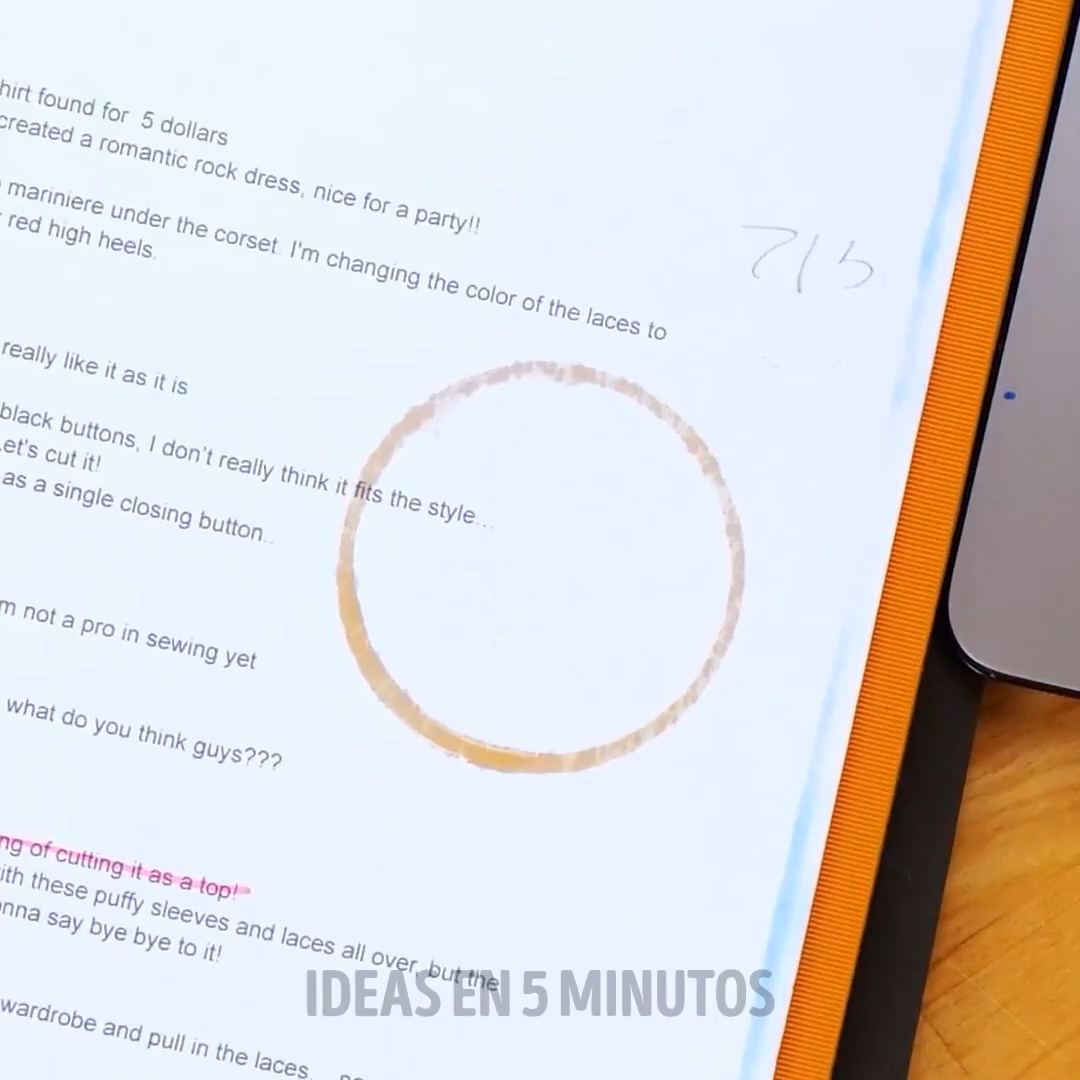 hirt found for 5 dollars
created a romantic rock dress, nice for a party!!
mariniere under the corset. I'm changing the color of the laces to
red high heels.
7/5
really like it as it is
black buttons, I don't really think it fits the style...
Let's cut it!
as a single closing button..
m not a pro in sewing yet
what do you think guys???
ng of cutting it as a top!
ith these puffy sleeves and laces all over, but the
onna say bye bye to it!
IDEAS EN 5 MINUTOS
wardrobe and pull in the laces...